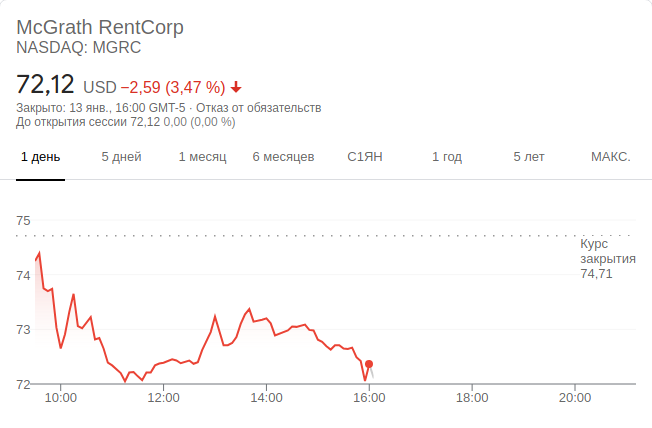 McGrath RentCorp
NASDAQ: MGRC
72,12 USD −2,59 (3,47 %)
Закрыто: 13 янв., 16:00 GMT-5 · Отказ от обязательств
До открытия сессии 72,12 0,00 (0,00 %)
1 день 5 дней 1 месяц 6 месяцев С1ЯН 1 год 5 лет МАКС.
75
Курс
закрытия
74,71
74
73
72
10:00 12:00 14:00 16:00 18:00 20:00